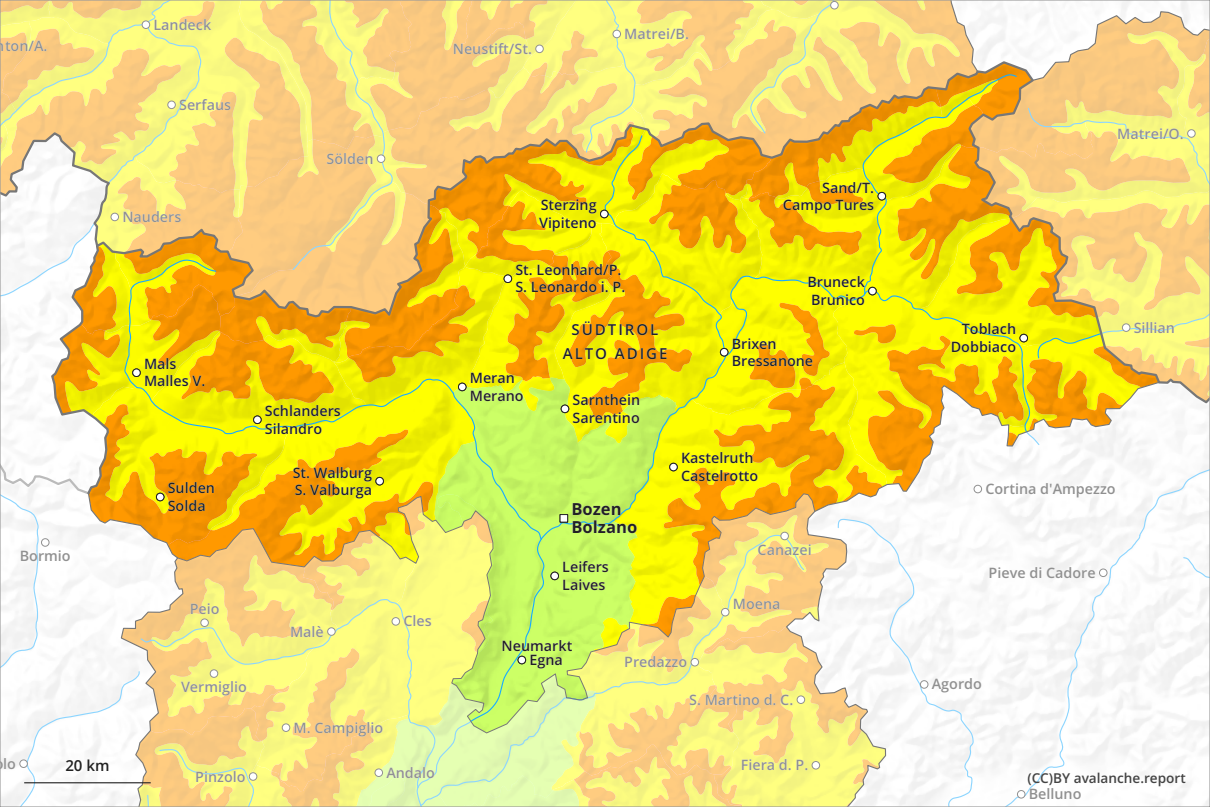 Landeck
nton/A.
Neustift/St.
Matrei/B.
Serfaus
Matrei/O.
Sölden
Sand/T.
Campo Tures
Nauders
Sterzing
Vipiteno
St. Leonhard/P.
S. Leonardo i. P.
Bruneck
Brunico
SÜDTIROL
ALTO ADIGE
Toblach
Dobbiaco
Sillian
Brixen
Bressanone
Mals
Malles V.
Meran
Merano
Sarnthein
Sarentino
Schlanders
Silandro
Kastelruth
Castelrotto
St. Walburg
S. Valburga
Sulden
Solda
Cortina d'Ampezzo
Bozen
Bolzano
Bormio
Canazei
Leifers
Laives
Pieve di Cadore
Peio
Moena
Cles
Malè
Neumarkt
Egna
Predazzo
Vermiglio
Agordo
S. Martino d. C.
M. Campiglio
olo
20 km
Pinzolo
Andalo
Fiera d. P.
(CC)BY avalanche.report
Belluno